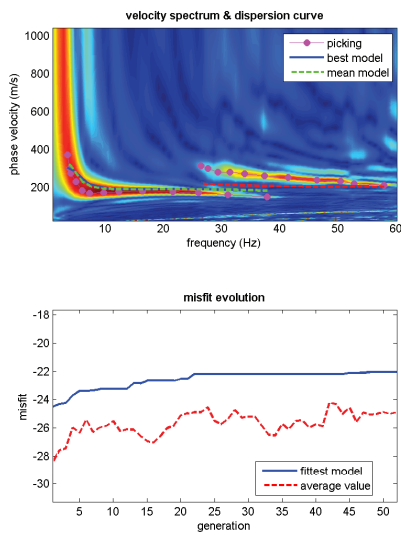 velocity spectrum & dispersion curve
1000
800
600
400
200
phase velocity (m/s)
picking
best model
mean model
10 20 30 40 50 60
frequency (Hz)
misfit evolution
-18
-20
-22
-24
-26
-28
-30
misfit
fittest model
average value
5 10 15 20 25 30 35 40 45 50
generation